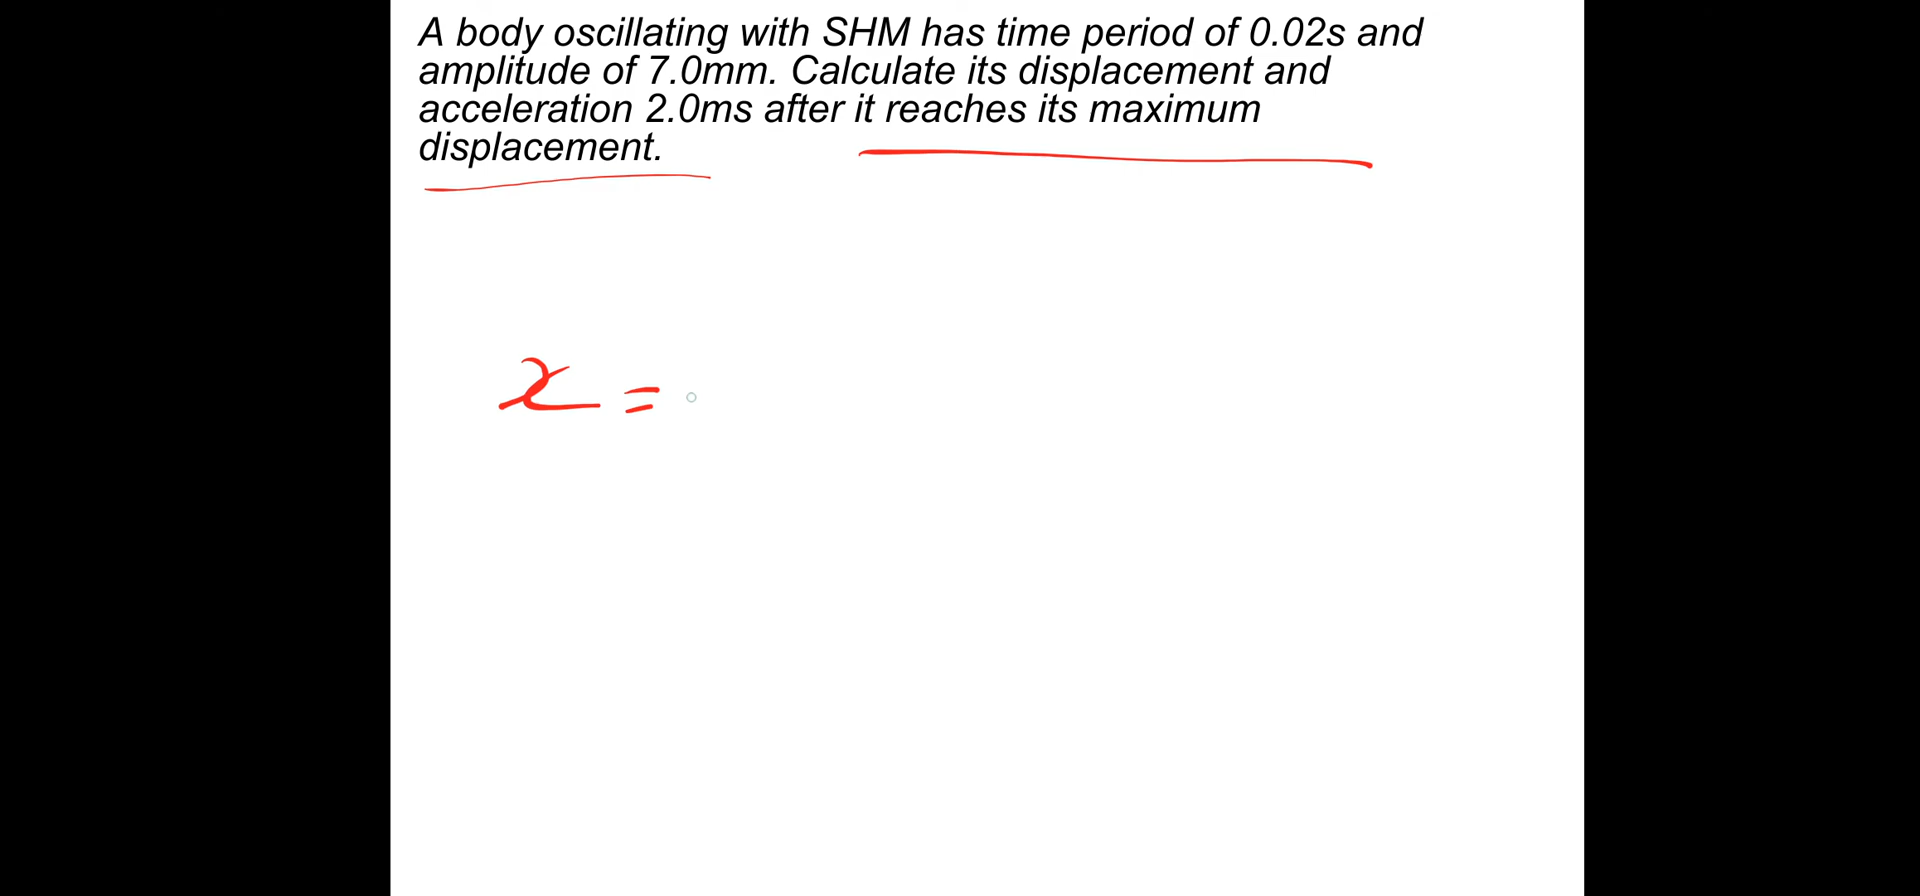 A body oscillating with SHM has time period of 0.02s and
amplitude of 7.0mm. Calculate its displacement and
acceleration 2.0ms after it reaches its maximum
displacement.
x =